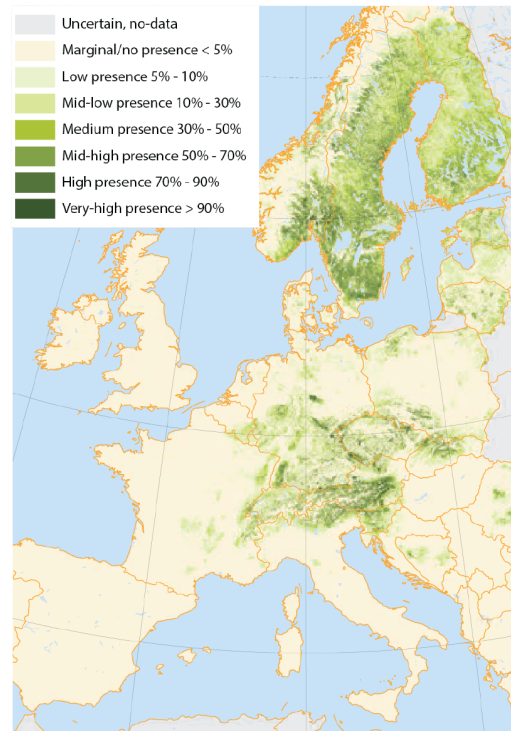 Uncertain, no-data
Marginal/no presence < 5%
Low presence 5% - 10%
Mid-low presence 10% - 30%
Medium presence 30% - 50%
Mid-high presence 50% - 70%
High presence 70% - 90%
Very-high presence > 90%